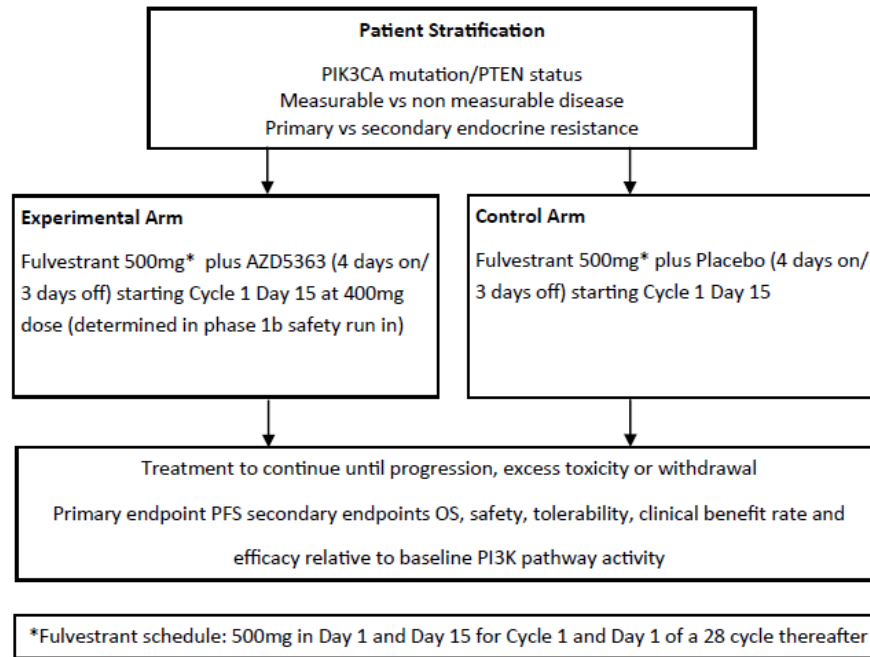 Patient Stratification
PIK3CA mutation/PTEN status
Measurable vs non measurable disease
Primary vs secondary endocrine resistance
Experimental Arm
Fulvestrant 500mg* plus AZD5363 (4 days on/
3 days off) starting Cycle 1 Day 15 at 400mg
dose (determined in phase 1b safety run in)
Control Arm
Fulvestrant 500mg* plus Placebo (4 days on/
3 days off) starting Cycle 1 Day 15
Treatment to continue until progression, excess toxicity or withdrawal
Primary endpoint PFS secondary endpoints OS, safety, tolerability, clinical benefit rate and
efficacy relative to baseline PI3K pathway activity
*Fulvestrant schedule: 500mg in Day 1 and Day 15 for Cycle 1 and Day 1 of a 28 cycle thereafter